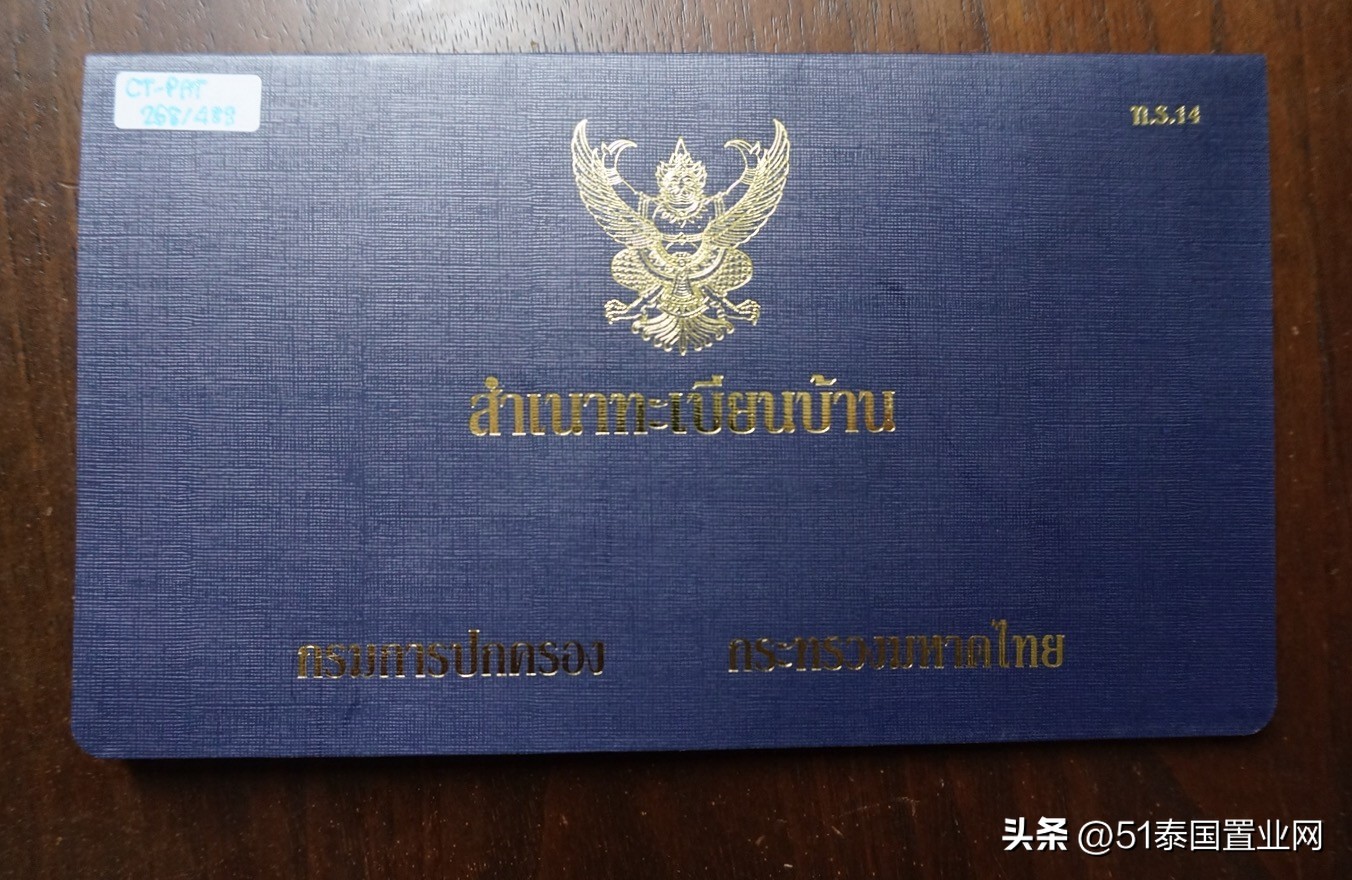 CT-PAT
268/488
ท.ร.14
สำเนาทะเบียนบ้าน
กรมการปกครอง กระทรวงมหาดไทย
头条 @51泰国置业网